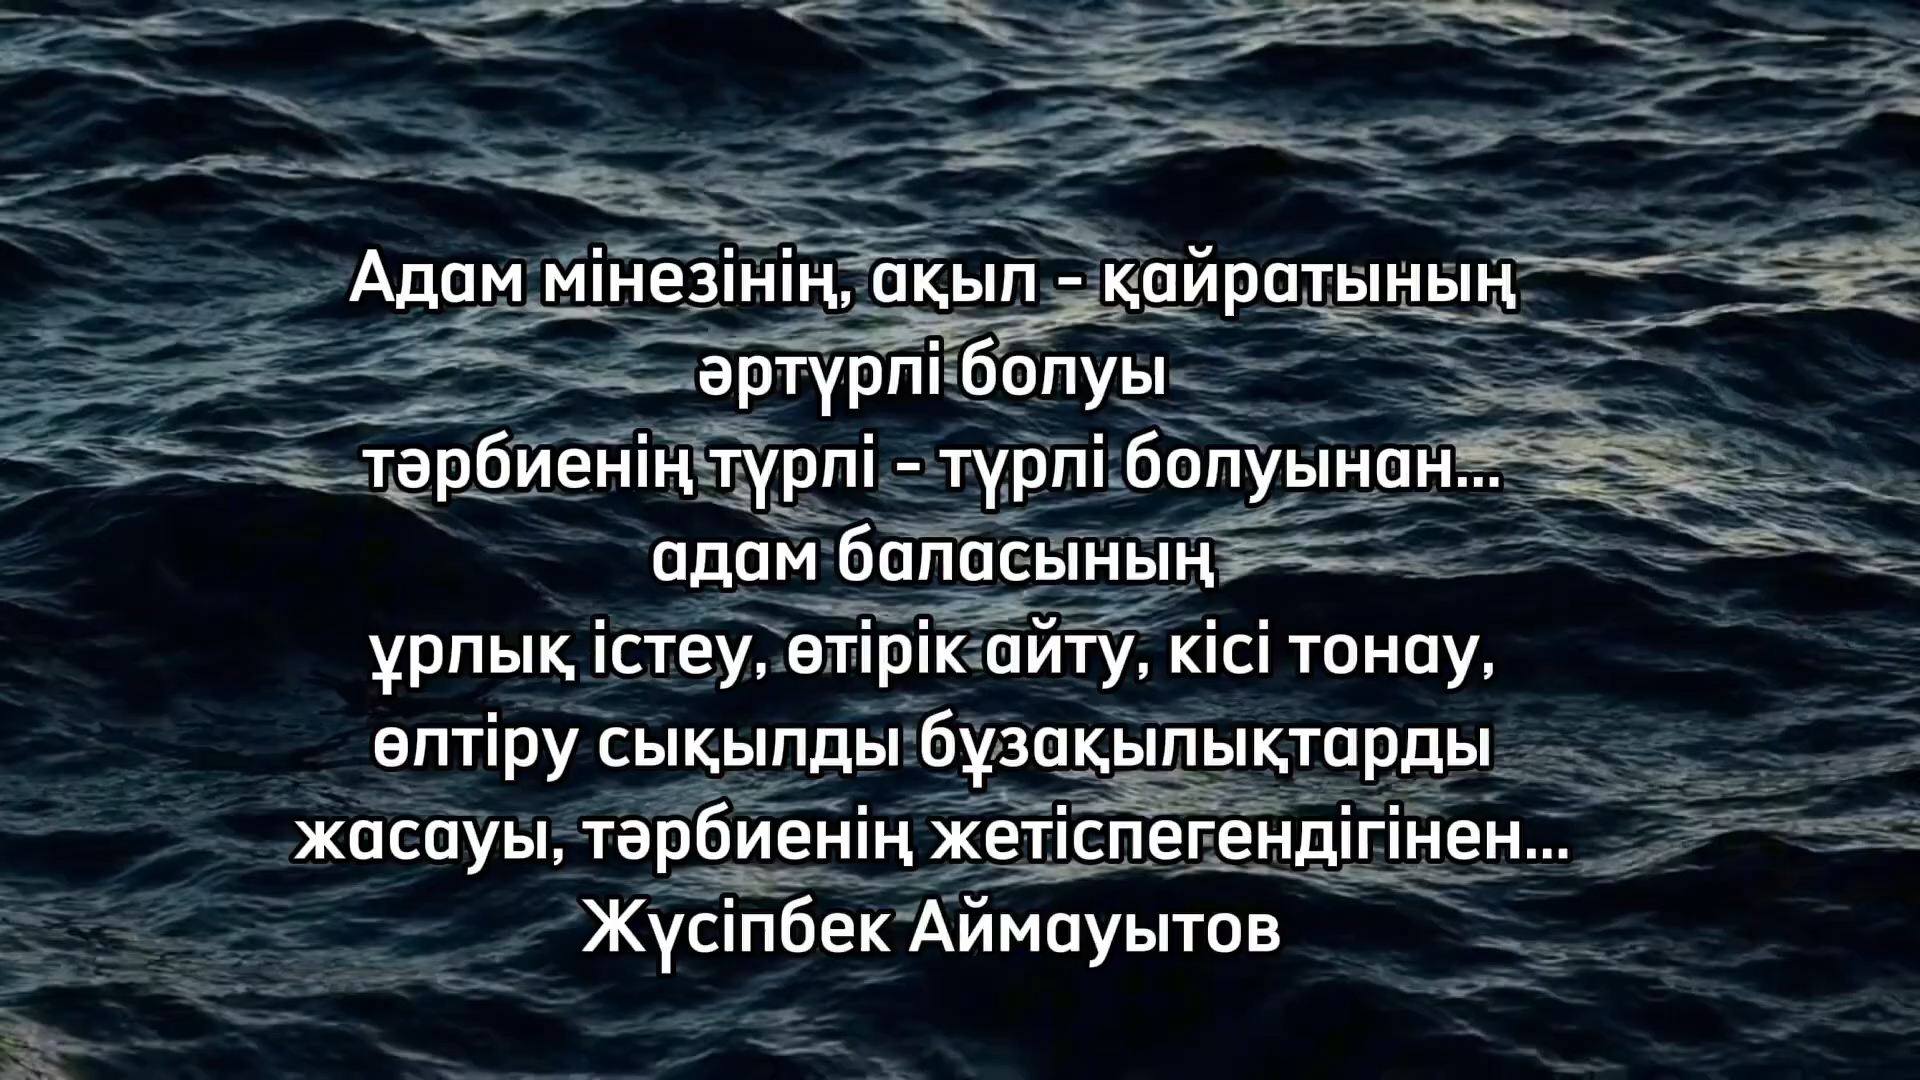 Адам мінезінің, ақыл - қайратының
әртүрлі болуы
тәрбиенің түрлі - түрлі болуынан...
адам баласының
ұрлық істеу, өтірік айту, кісі тонау,
өлтіру сықылды бұзақылықтарды
жасауы, тәрбиенің жетіспегендігінен...
Жүсіпбек Аймауытов